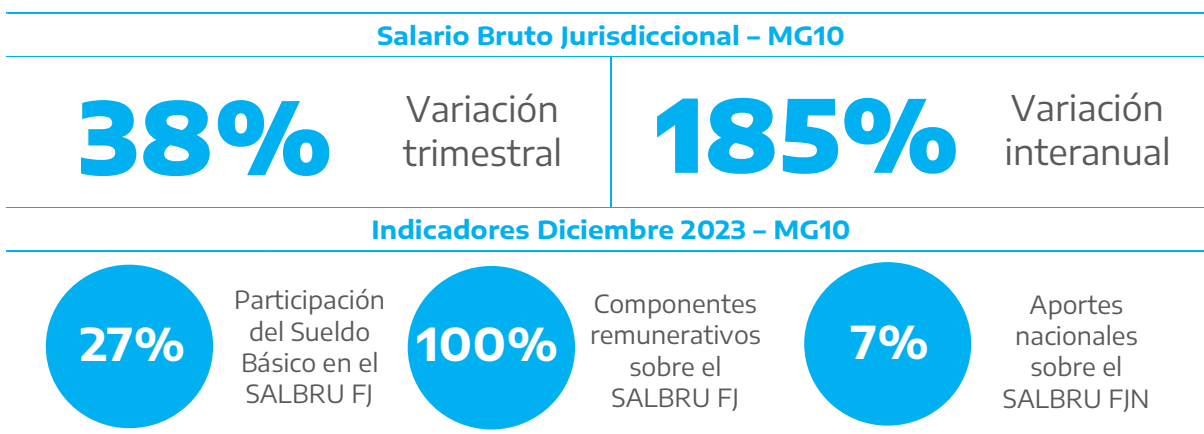 Salario Bruto Jurisdiccional – MG10
38%
Variación
trimestral
185%
Variación
interanual
Indicadores Diciembre 2023 – MG10
27%
Participación
del Sueldo
Básico en el
SALBRU FJ
100%
Componentes
remunerativos
sobre el
SALBRU FJ
7%
Aportes
nacionales
sobre el
SALBRU FJN